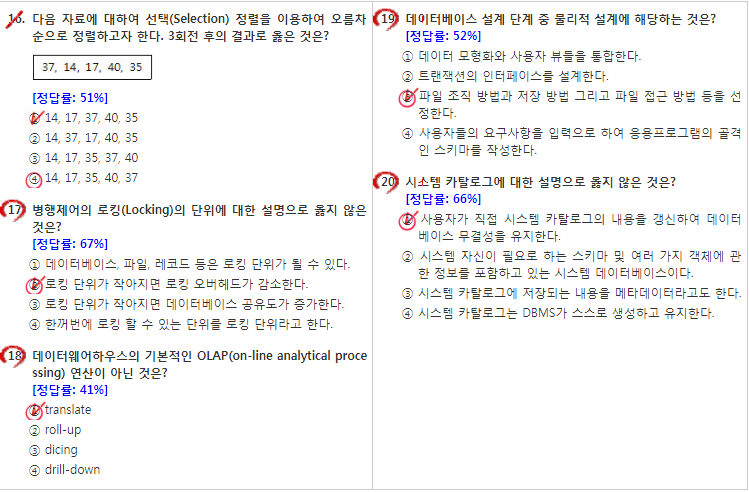 16. 다음 자료에 대하여 선택(Selection) 정렬을 이용하여 오름차
순으로 정렬하고자 한다. 3회전 후의 결과로 옳은 것은?
37, 14, 17, 40, 35
[정답률: 51%]
① 14, 17, 37, 40, 35
② 14, 37, 17, 40, 35
③ 14, 17, 35, 37, 40
④ 14, 17, 35, 40, 37
17. 병행제어의 로킹(Locking)의 단위에 대한 설명으로 옳지 않은
것은?
[정답률: 67%]
① 데이터베이스, 파일, 레코드 등은 로킹 단위가 될 수 있다.
② 로킹 단위가 작아지면 로킹 오버헤드가 감소한다.
③ 로킹 단위가 작아지면 데이터베이스 공유도가 증가한다.
④ 한꺼번에 로킹 할 수 있는 단위를 로킹 단위라고 한다.
18. 데이터웨어하우스의 기본적인 OLAP(on-line analytical proce
ssing) 연산이 아닌 것은?
[정답률: 41%]
① translate
② roll-up
③ dicing
④ drill-down
19. 데이터베이스 설계 단계 중 물리적 설계에 해당하는 것은?
[정답률: 52%]
① 데이터 모형화와 사용자 뷰들을 통합한다.
② 트랜잭션의 인터페이스를 설계한다.
③ 파일 조직 방법과 저장 방법 그리고 파일 접근 방법 등을 선
정한다.
④ 사용자들의 요구사항을 입력으로 하여 응용프로그램의 골격
인 스키마를 작성한다.
20. 시스템 카탈로그에 대한 설명으로 옳지 않은 것은?
[정답률: 66%]
① 사용자가 직접 시스템 카탈로그의 내용을 갱신하여 데이터
베이스 무결성을 유지한다.
② 시스템 자신이 필요로 하는 스키마 및 여러 가지 객체에 관
한 정보를 포함하고 있는 시스템 데이터베이스이다.
③ 시스템 카탈로그에 저장되는 내용을 메타데이터라고도 한다.
④ 시스템 카탈로그는 DBMS가 스스로 생성하고 유지한다.